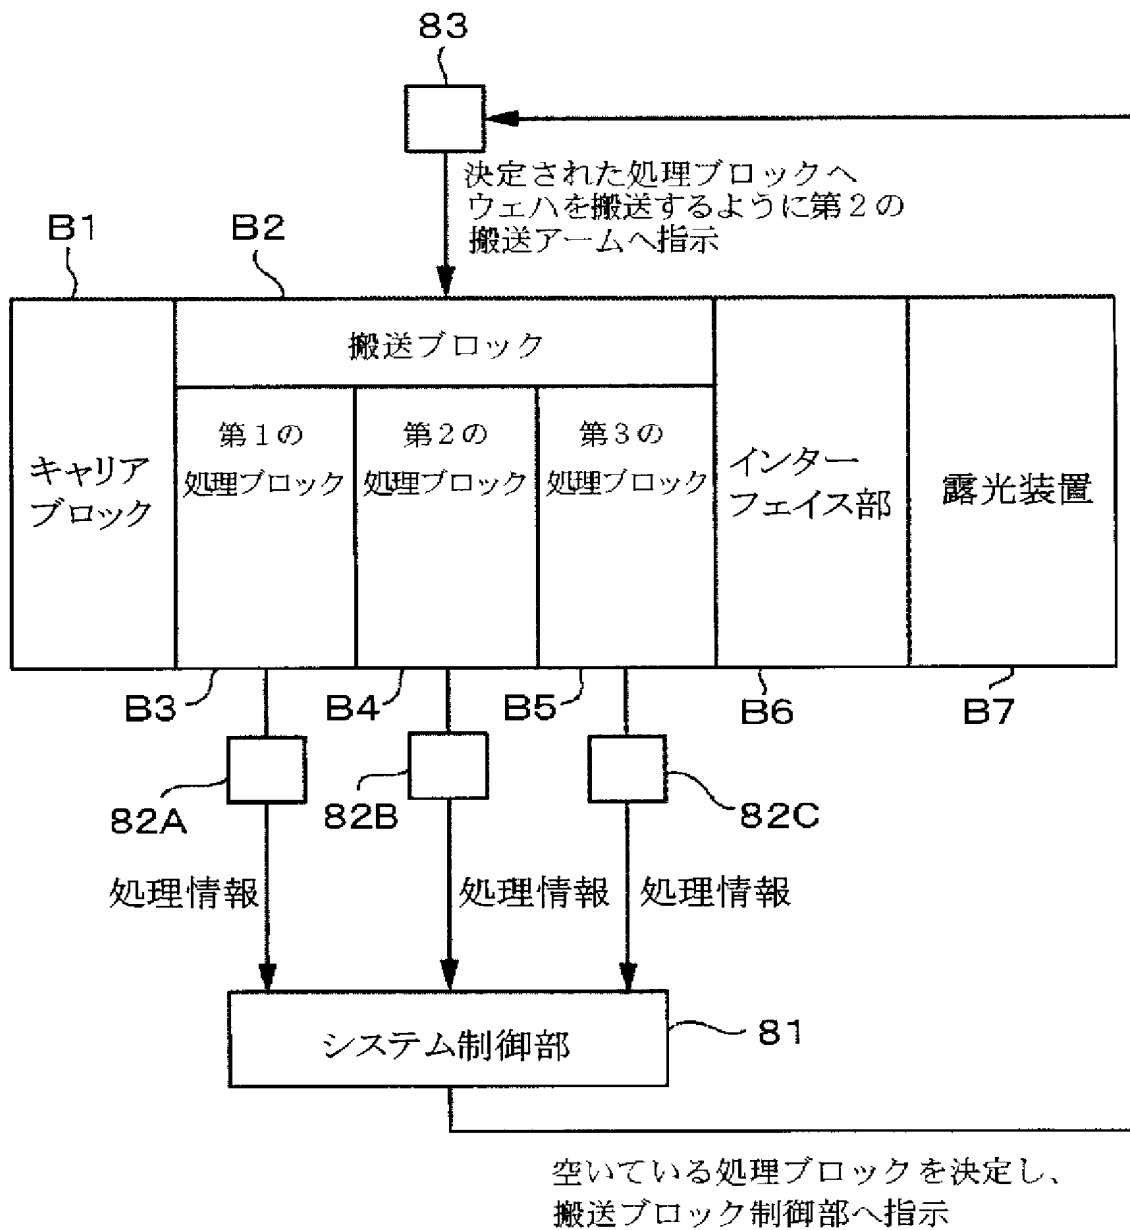 83
決定された処理ブロックへ
ウェハを搬送するように第2の
搬送アームへ指示
B1
B2
搬送ブロック
キャリア
ブロック
第1の
処理ブロック
第2の
処理ブロック
第3の
処理ブロック
インター
フェイス部
露光装置
B3
B4
B5
B6
B7
82A
82B
82C
処理情報
処理情報
処理情報
システム制御部
81
空いている処理ブロックを決定し、
搬送ブロック制御部へ指示